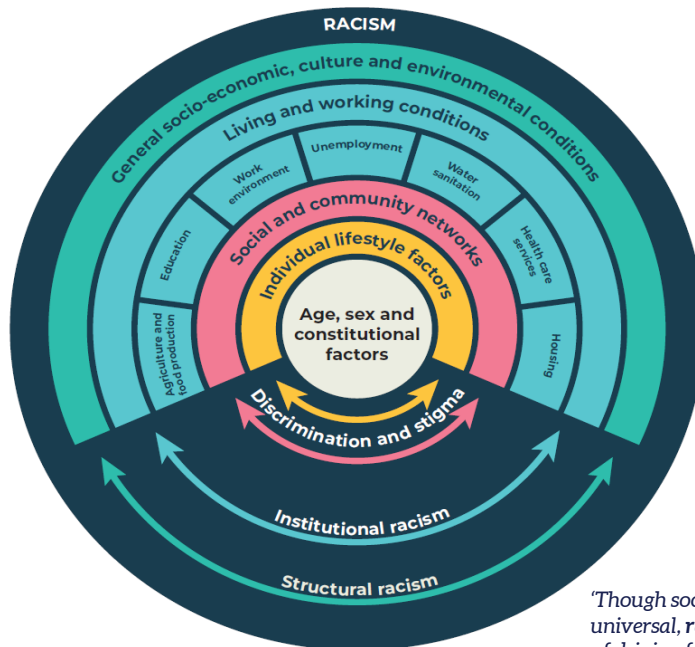 RACISM
General socio-economic, culture and environmental conditions
Living and working conditions
Agriculture and
food production
Education
Work
environment
Unemployment
Water
sanitation
Health care
services
Housing
Social and community networks
Individual lifestyle factors
Age, sex and
constitutional
factors
Discrimination and stigma
Institutional racism
Structural racism
‘Though soc
universal, r